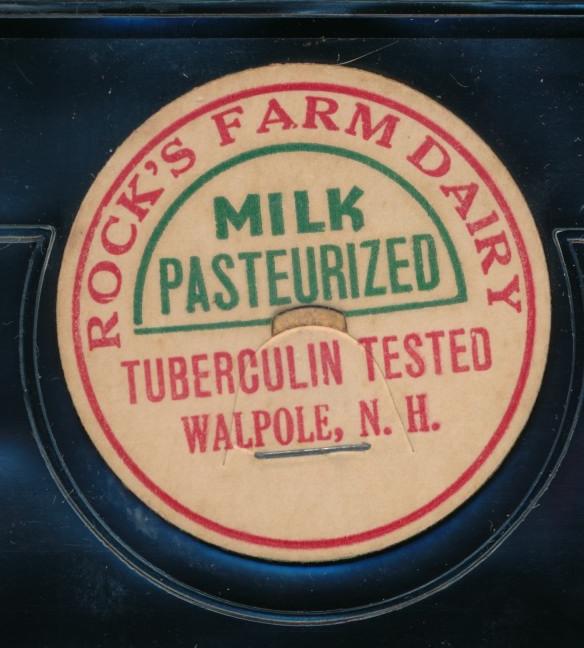 ROCK'S FARM DAIRY
MILK
PASTEURIZED
TUBERCULIN TESTED
WALPOLE, N. H.